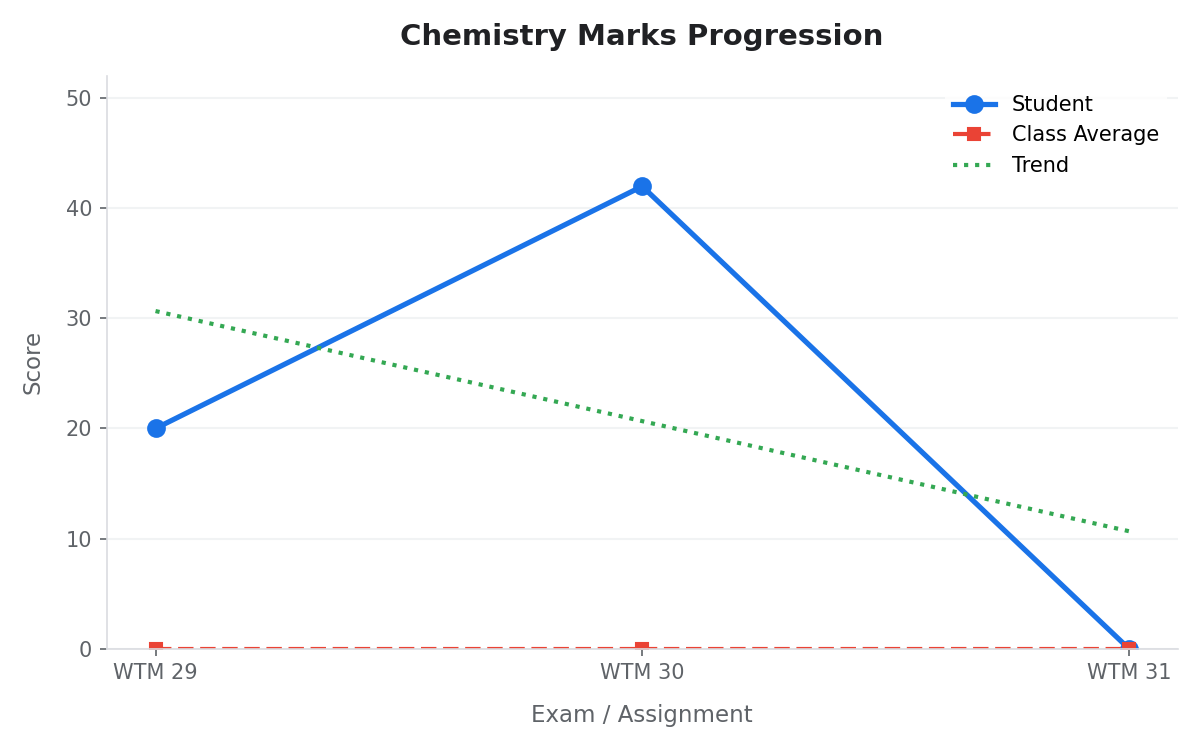 Chemistry Marks Progression
Student
Class Average
Trend
50
40
30
20
10
0
Score
WTM 29 WTM 30 WTM 31
Exam / Assignment